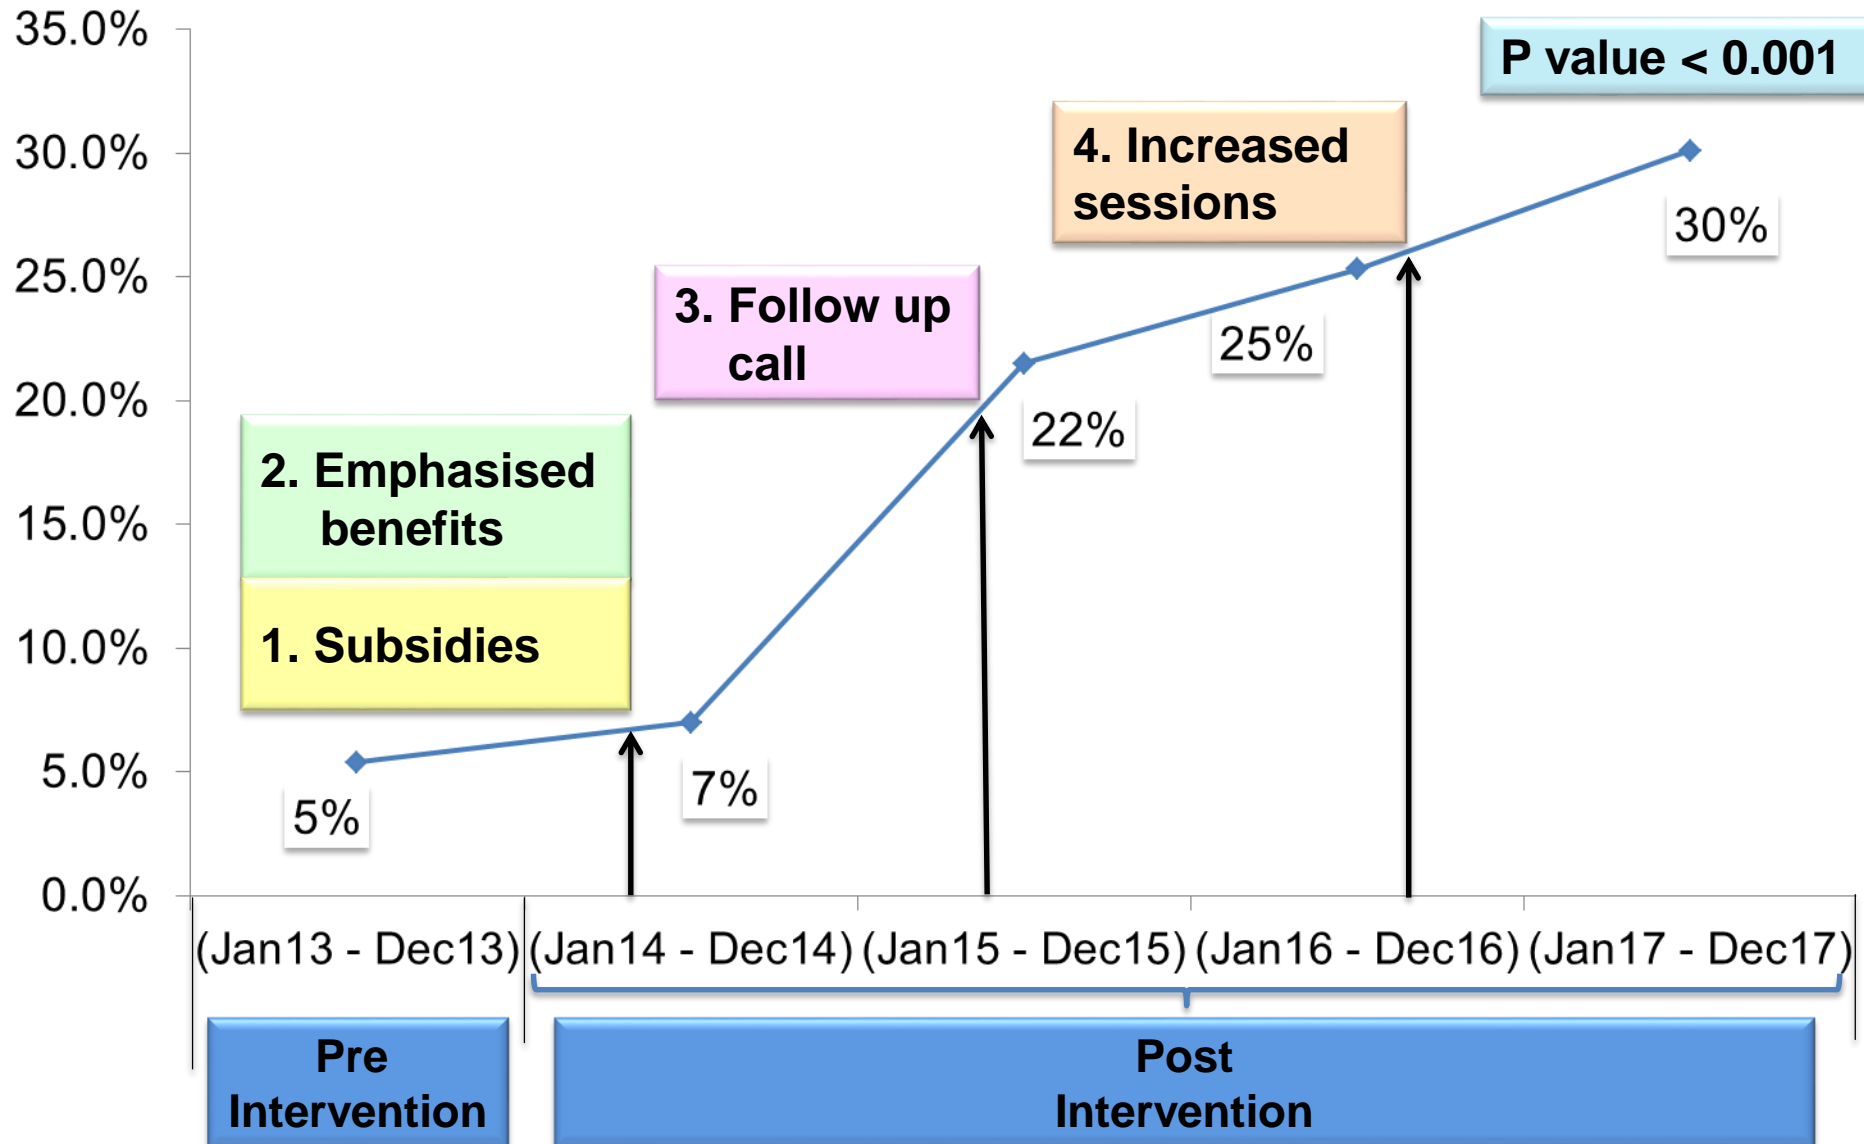 35.0%
30.0%
25.0%
20.0%
15.0%
10.0%
5.0%
0.0%
P value < 0.001
4. Increased
sessions
3. Follow up
call
2. Emphasised
benefits
1. Subsidies
5%
7%
22%
25%
30%
(Jan13 - Dec13)
(Jan14 - Dec14)
(Jan15 - Dec15)
(Jan16 - Dec16)
(Jan17 - Dec17)
Pre
Intervention
Post
Intervention